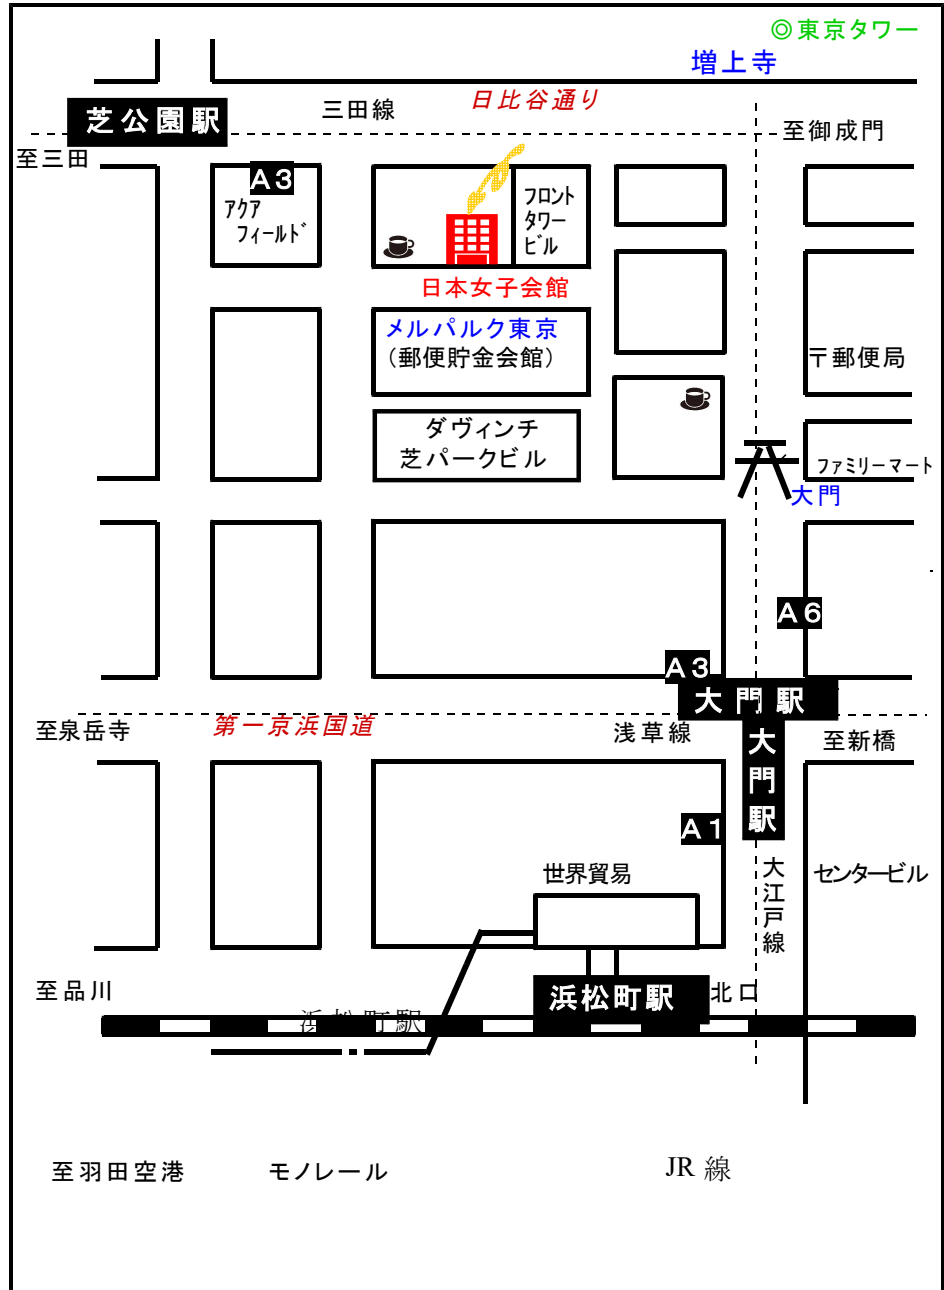 ◎東京タワー
増上寺
日比谷通り
三田線
芝公園駅
至御成門
至三田
A3
アクア
フィールド
フロント
タワー
ビル
日本女子会館
メルパルク東京
(郵便貯金会館)
〒郵便局
ダヴィンチ
芝パークビル
ファミリーマート
大門
A6
A3
大門駅
至泉岳寺
第一京浜国道
浅草線
大門駅
至新橋
A1
世界貿易
大江戸線
センタービル
至品川
浜松町駅
北口
浜松町駅
至羽田空港
モノレール
JR 線